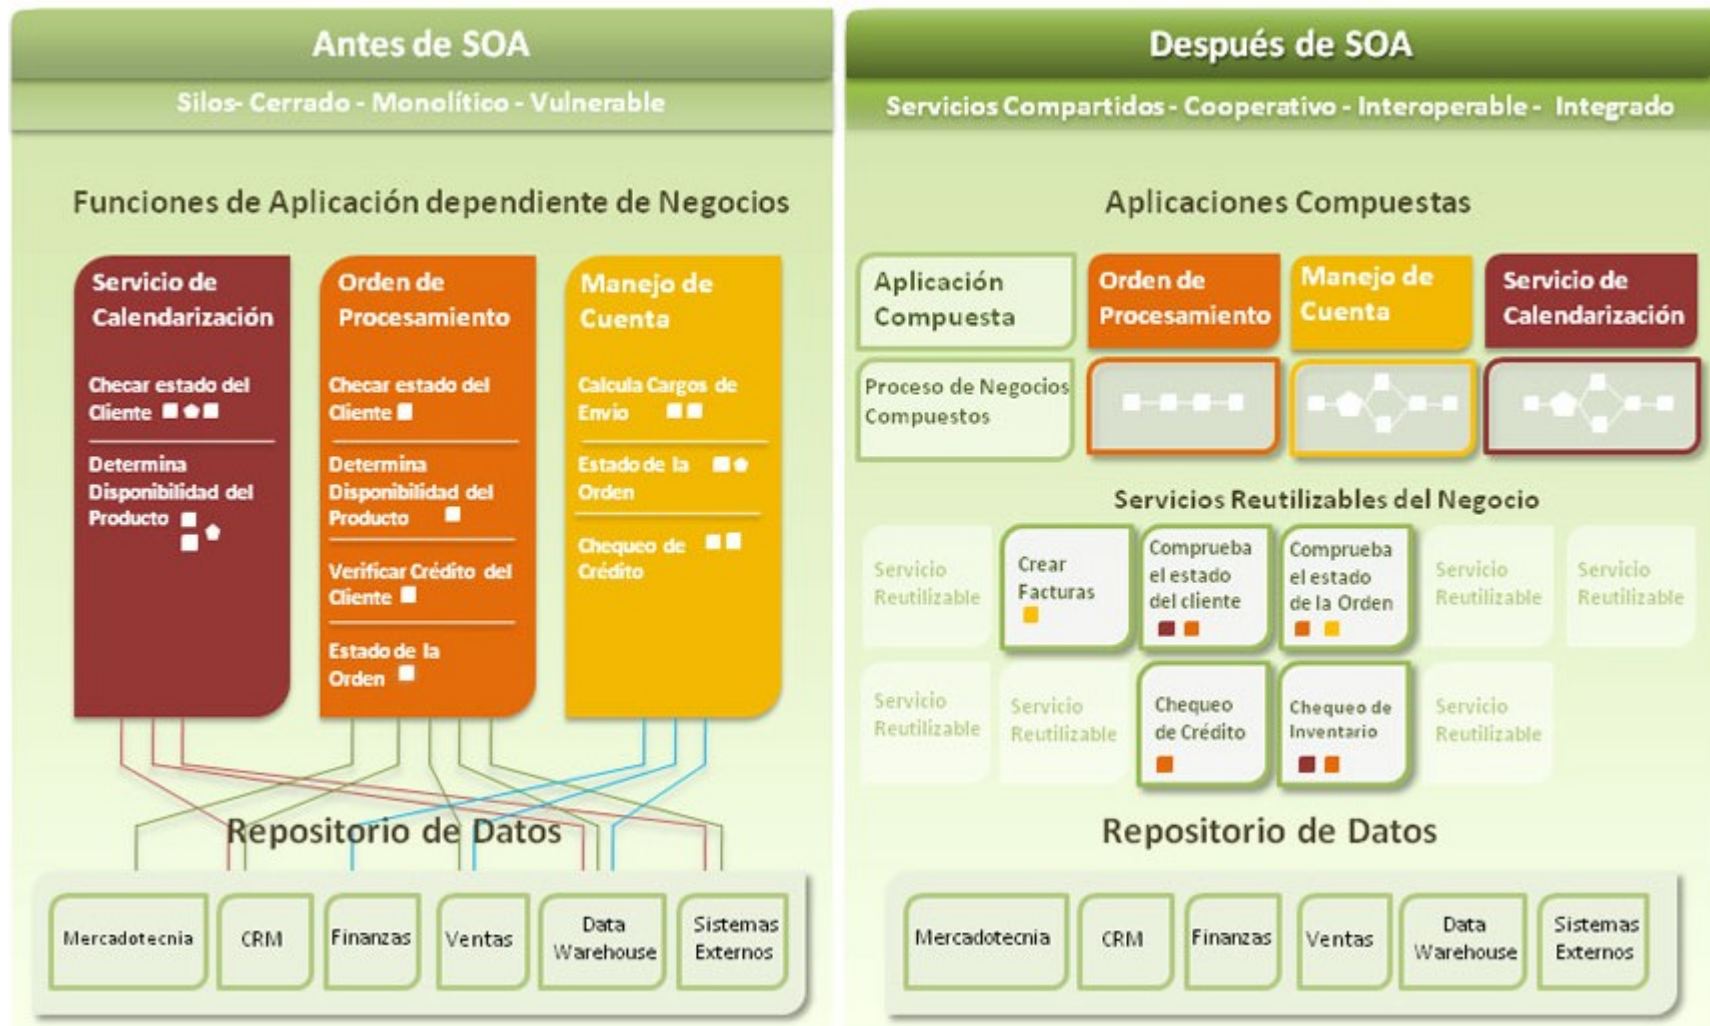 Antes de SOA
Silos- Cerrado - Monolítico - Vulnerable
Funciones de Aplicación dependiente de Negocios
Servicio de
Calendarización
Checar estado del
Cliente
Determina
Disponibilidad del
Producto
Orden de
Procesamiento
Checar estado del
Cliente
Determina
Disponibilidad del
Producto
Verificar Crédito del
Cliente
Estado de la
Orden
Manejo de
Cuenta
Calcula Cargos de
Envio
Estado de la
Orden
Chequeo de
Crédito
Repositorio de Datos
Mercadotecnia
CRM
Finanzas
Ventas
Data
Warehouse
Sistemas
Externos
Después de SOA
Servicios Compartidos - Cooperativo - Interoperable - Integrado
Aplicaciones Compuestas
Aplicación
Compuesta
Orden de
Procesamiento
Manejo de
Cuenta
Servicio de
Calendarización
Proceso de Negocios
Compuestos
Servicios Reutilizables del Negocio
Servicio
Reutilizable
Crear
Facturas
Comprueba
el estado
del cliente
Comprueba
el estado
de la Orden
Servicio
Reutilizable
Servicio
Reutilizable
Servicio
Reutilizable
Servicio
Reutilizable
Chequeo
de Crédito
Chequeo de
Inventario
Servicio
Reutilizable
Repositorio de Datos
Mercadotecnia
CRM
Finanzas
Ventas
Data
Warehouse
Sistemas
Externos